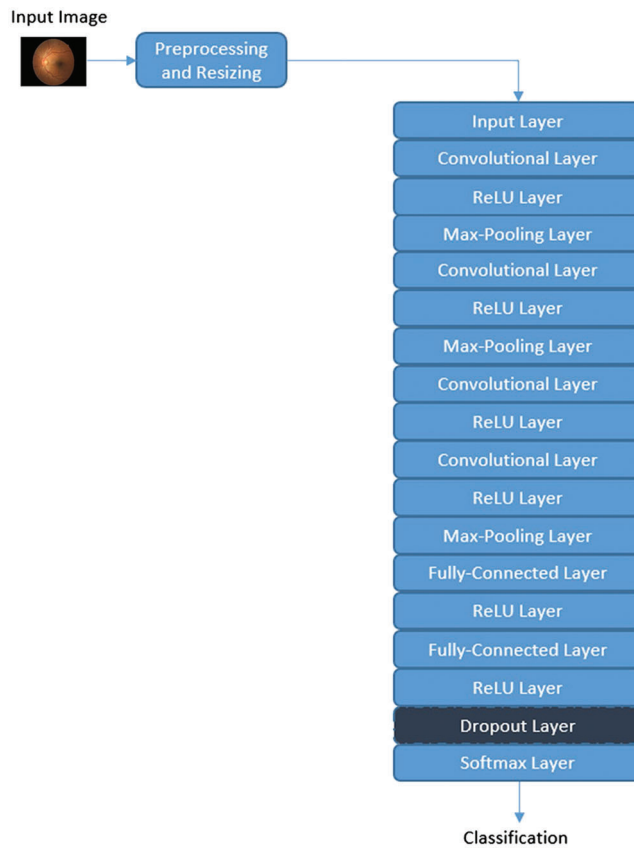 Input Image
Preprocessing
and Resizing
Input Layer
Convolutional Layer
ReLU Layer
Max-Pooling Layer
Convolutional Layer
ReLU Layer
Max-Pooling Layer
Convolutional Layer
ReLU Layer
Convolutional Layer
ReLU Layer
Max-Pooling Layer
Fully-Connected Layer
ReLU Layer
Fully-Connected Layer
ReLU Layer
Dropout Layer
Softmax Layer
Classification